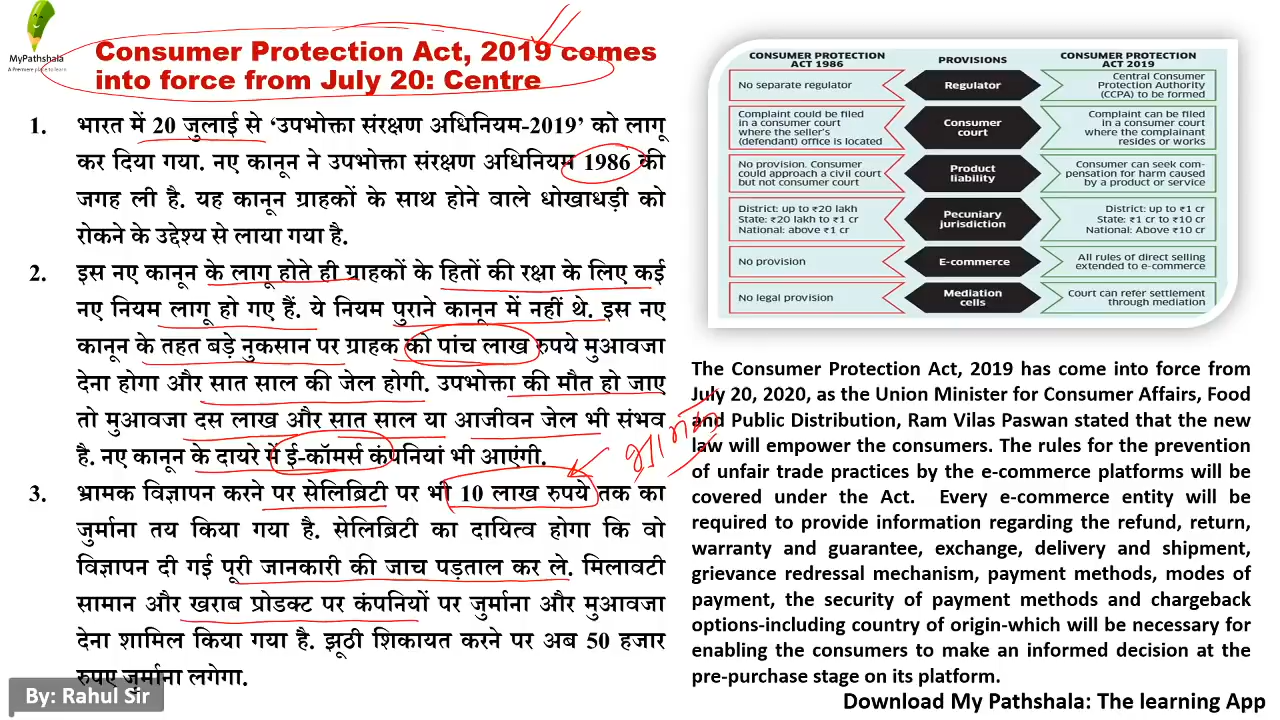 MyPathshala
A Premiere place to learn
Consumer Protection Act, 2019 comes
into force from July 20: Centre
1. भारत में 20 जुलाई से ‘उपभोक्ता संरक्षण अधिनियम-2019’ को लागू
कर दिया गया. नए कानून ने उपभोक्ता संरक्षण अधिनियम 1986 की
जगह ली है. यह कानून ग्राहकों के साथ होने वाले धोखाधड़ी को
रोकने के उद्देश्य से लाया गया है.
2. इस नए कानून के लागू होते ही ग्राहकों के हितों की रक्षा के लिए कई
नए नियम लागू हो गए हैं. ये नियम पुराने कानून में नहीं थे. इस नए
कानून के तहत बड़े नुकसान पर ग्राहक को पांच लाख रुपये मुआवजा
देना होगा और सात साल की जेल होगी. उपभोक्ता की मौत हो जाए
तो मुआवजा दस लाख और सात साल या आजीवन जेल भी संभव
है. नए कानून के दायरे में ई-कॉमर्स कंपनियां भी आएंगी.
3. भ्रामक विज्ञापन करने पर सेलिब्रिटी पर भी 10 लाख रुपये तक का
जुर्माना तय किया गया है. सेलिब्रिटी का दायित्व होगा कि वो
विज्ञापन दी गई पूरी जानकारी की जाच पड़ताल कर ले. मिलावटी
सामान और खराब प्रोडक्ट पर कंपनियों पर जुर्माना और मुआवजा
देना शामिल किया गया है. झूठी शिकायत करने पर अब 50 हजार
रुपए जुर्माना लगेगा.
By: Rahul Sir
CONSUMER PROTECTION ACT 1986 PROVISIONS CONSUMER PROTECTION ACT 2019
No separate regulator
Regulator
Central Consumer
Protection Authority
(CCPA) to be formed
Complaint could be filed
in a consumer court
where the seller's
(defendant) office is located
Consumer
court
Complaint can be filed
in a consumer court
where the complainant
resides or works
No provision. Consumer
could approach a civil court
but not consumer court
Product
liability
Consumer can seek com-
pensation for harm caused
by a product or service
District: up to ₹20 lakh
State: ₹20 lakh to ₹1 cr
National: above ₹1 cr
Pecuniary
jurisdiction
District: up to ₹1 cr
State: ₹1 cr to ₹10 cr
National: Above ₹10 cr
No provision
E-commerce
All rules of direct selling
extended to e-commerce
No legal provision
Mediation
cells
Court can refer settlement
through mediation
The Consumer Protection Act, 2019 has come into force from
July 20, 2020, as the Union Minister for Consumer Affairs, Food
and Public Distribution, Ram Vilas Paswan stated that the new
law will empower the consumers. The rules for the prevention
of unfair trade practices by the e-commerce platforms will be
covered under the Act. Every e-commerce entity will be
required to provide information regarding the refund, return,
warranty and guarantee, exchange, delivery and shipment,
grievance redressal mechanism, payment methods, modes of
payment, the security of payment methods and chargeback
options-including country of origin-which will be necessary for
enabling the consumers to make an informed decision at the
pre-purchase stage on its platform.
Download My Pathshala: The learning App